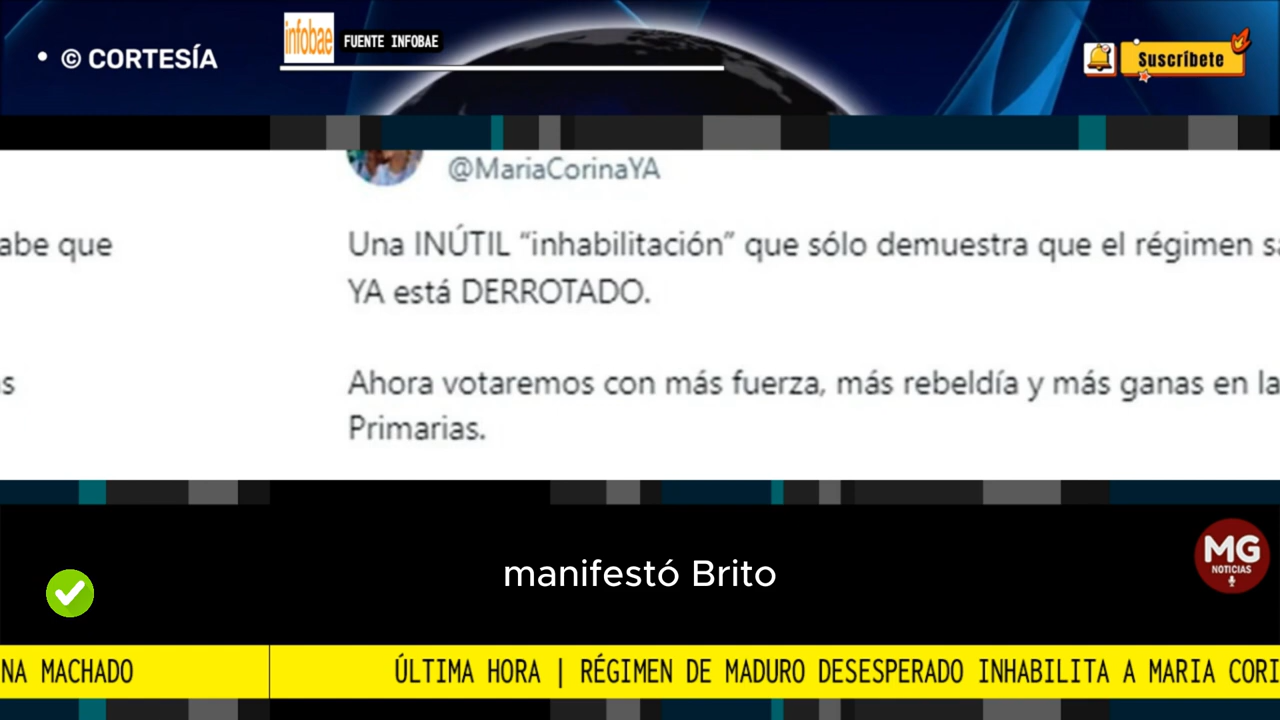 • © CORTESÍA
infobae
FUENTE INFOBAE
Suscríbete
@MariaCorinaYA
abe que
Una INÚTIL “inhabilitación” que sólo demuestra que el régimen sa
YA está DERROTADO.
s
Ahora votaremos con más fuerza, más rebeldía y más ganas en la
Primarias.
manifestó Brito
MG
NOTICIAS
NA MACHADO
ÚLTIMA HORA | RÉGIMEN DE MADURO DESESPERADO INHABILITA A MARIA CORI